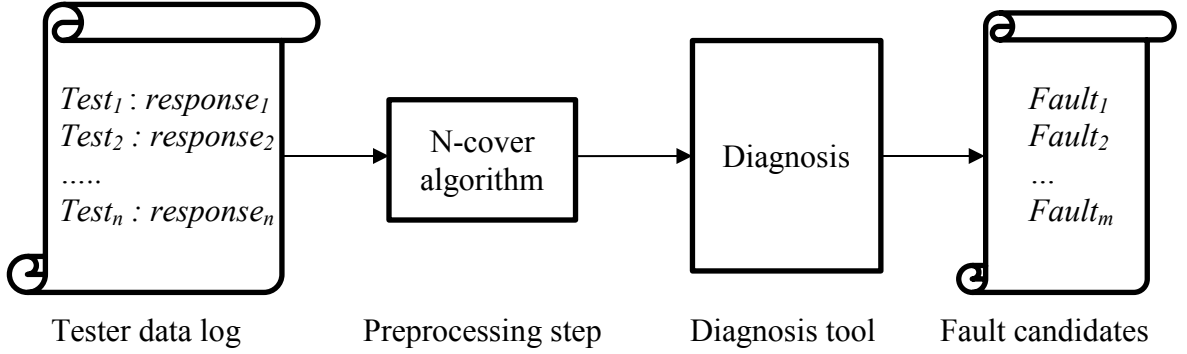 Test₁ : response₁
Test₂ : response₂
.....
Testₙ : responseₙ
N-cover
algorithm
Diagnosis
Fault₁
Fault₂
...
Faultₘ
Tester data log
Preprocessing step
Diagnosis tool
Fault candidates